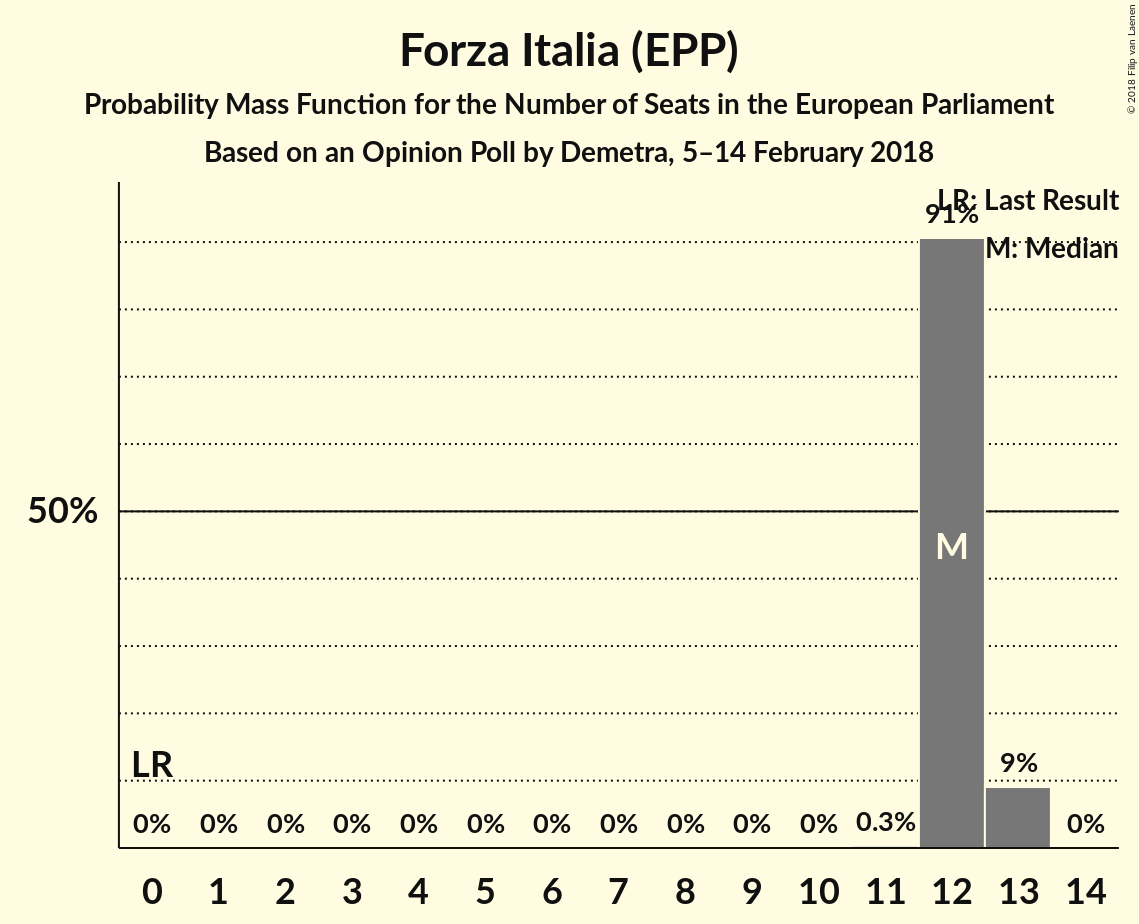 Forza Italia (EPP)
Probability Mass Function for the Number of Seats in the European Parliament
Based on an Opinion Poll by Demetra, 5–14 February 2018
© 2018 Filip van Laenen
LR: Last Result
M: Median
91%
50%
M
LR
9%
0% 0% 0% 0% 0% 0% 0% 0% 0% 0% 0% 0.3% 0%
0 1 2 3 4 5 6 7 8 9 10 11 12 13 14